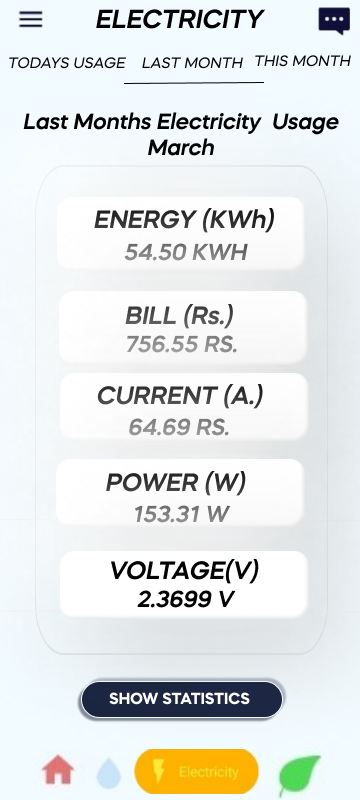 ELECTRICITY
TODAYS USAGE LAST MONTH THIS MONTH
Last Months Electricity Usage
March
ENERGY (KWh)
54.50 KWH
BILL (Rs.)
756.55 RS.
CURRENT (A.)
64.69 RS.
POWER (W)
153.31 W
VOLTAGE(V)
2.3699 V
SHOW STATISTICS
Electricity